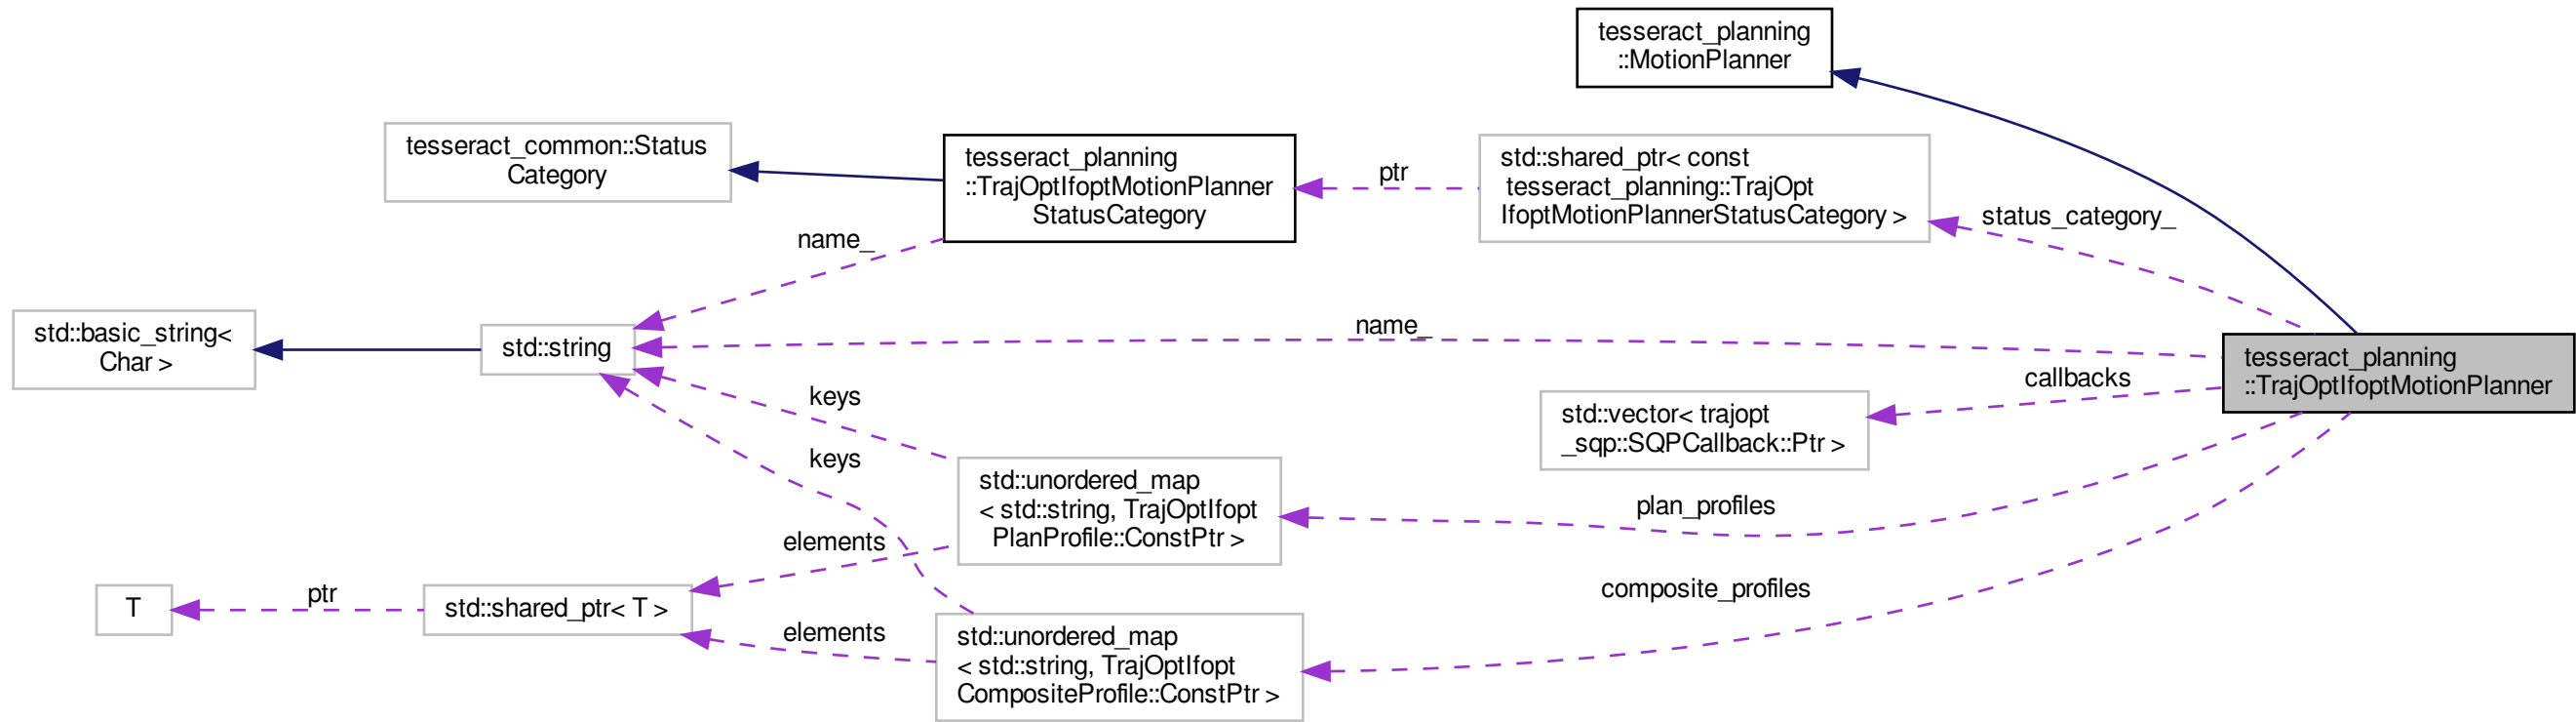 tesseract_planning
::MotionPlanner
tesseract_common::Status
Category
tesseract_planning
::TrajOptIfoptMotionPlanner
StatusCategory
ptr
std::shared_ptr< const
tesseract_planning::TrajOpt
IfoptMotionPlannerStatusCategory >
status_category_
name_
std::basic_string<
Char >
std::string
name_
tesseract_planning
::TrajOptIfoptMotionPlanner
callbacks
keys
std::vector< trajopt
_sqp::SQPCallback::Ptr >
keys
std::unordered_map
< std::string, TrajOptIfopt
PlanProfile::ConstPtr >
plan_profiles
elements
T
ptr
std::shared_ptr< T >
composite_profiles
elements
std::unordered_map
< std::string, TrajOptIfopt
CompositeProfile::ConstPtr >